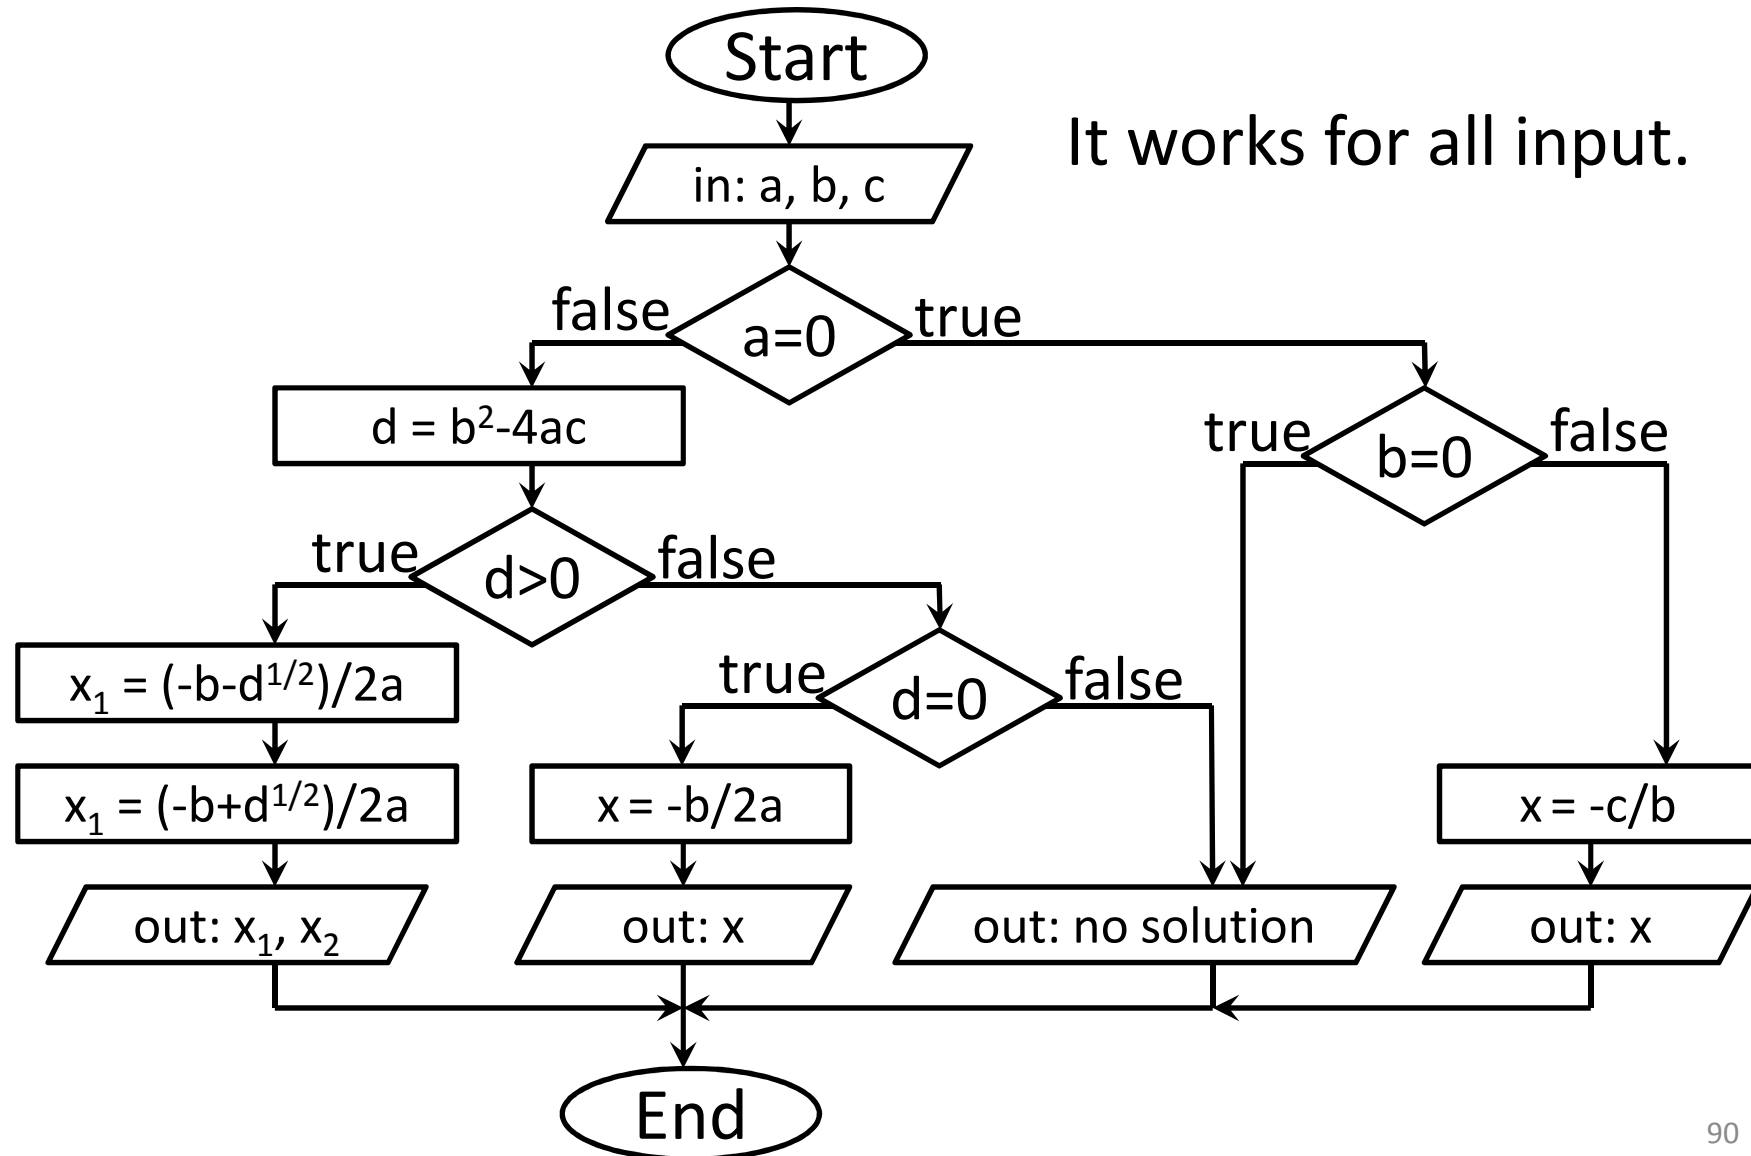 Start
It works for all input.
in: a, b, c
false
a=0
true
d = b²-4ac
true
b=0
false
true
d>0
false
x₁ = (-b-d¹/²)/2a
true
d=0
false
x₁ = (-b+d¹/²)/2a
x = -b/2a
x = -c/b
out: x₁, x₂
out: x
out: no solution
out: x
End
90